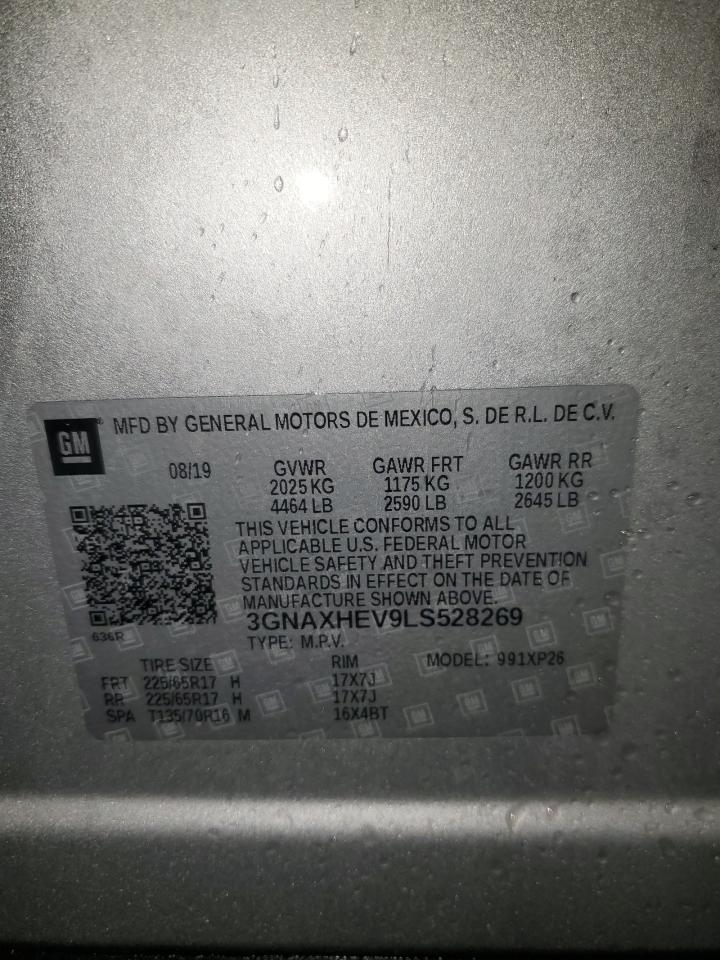 GM
MFD BY GENERAL MOTORS DE MEXICO, S. DE R.L. DE C.V.
08/19 GVWR GAWR FRT GAWR RR
2025 KG 1175 KG 1200 KG
4464 LB 2590 LB 2645 LB
THIS VEHICLE CONFORMS TO ALL
APPLICABLE U.S. FEDERAL MOTOR
VEHICLE SAFETY AND THEFT PREVENTION
STANDARDS IN EFFECT ON THE DATE OF
MANUFACTURE SHOWN ABOVE.
3GNAXHEV9LS528269
636R
TYPE: M.P.V.
TIRE SIZE RIM MODEL: 991XP26
FRT 225/65R17 H 17X7J
RR 225/65R17 H 17X7J
SPA T135/70R16 M 16X4BT